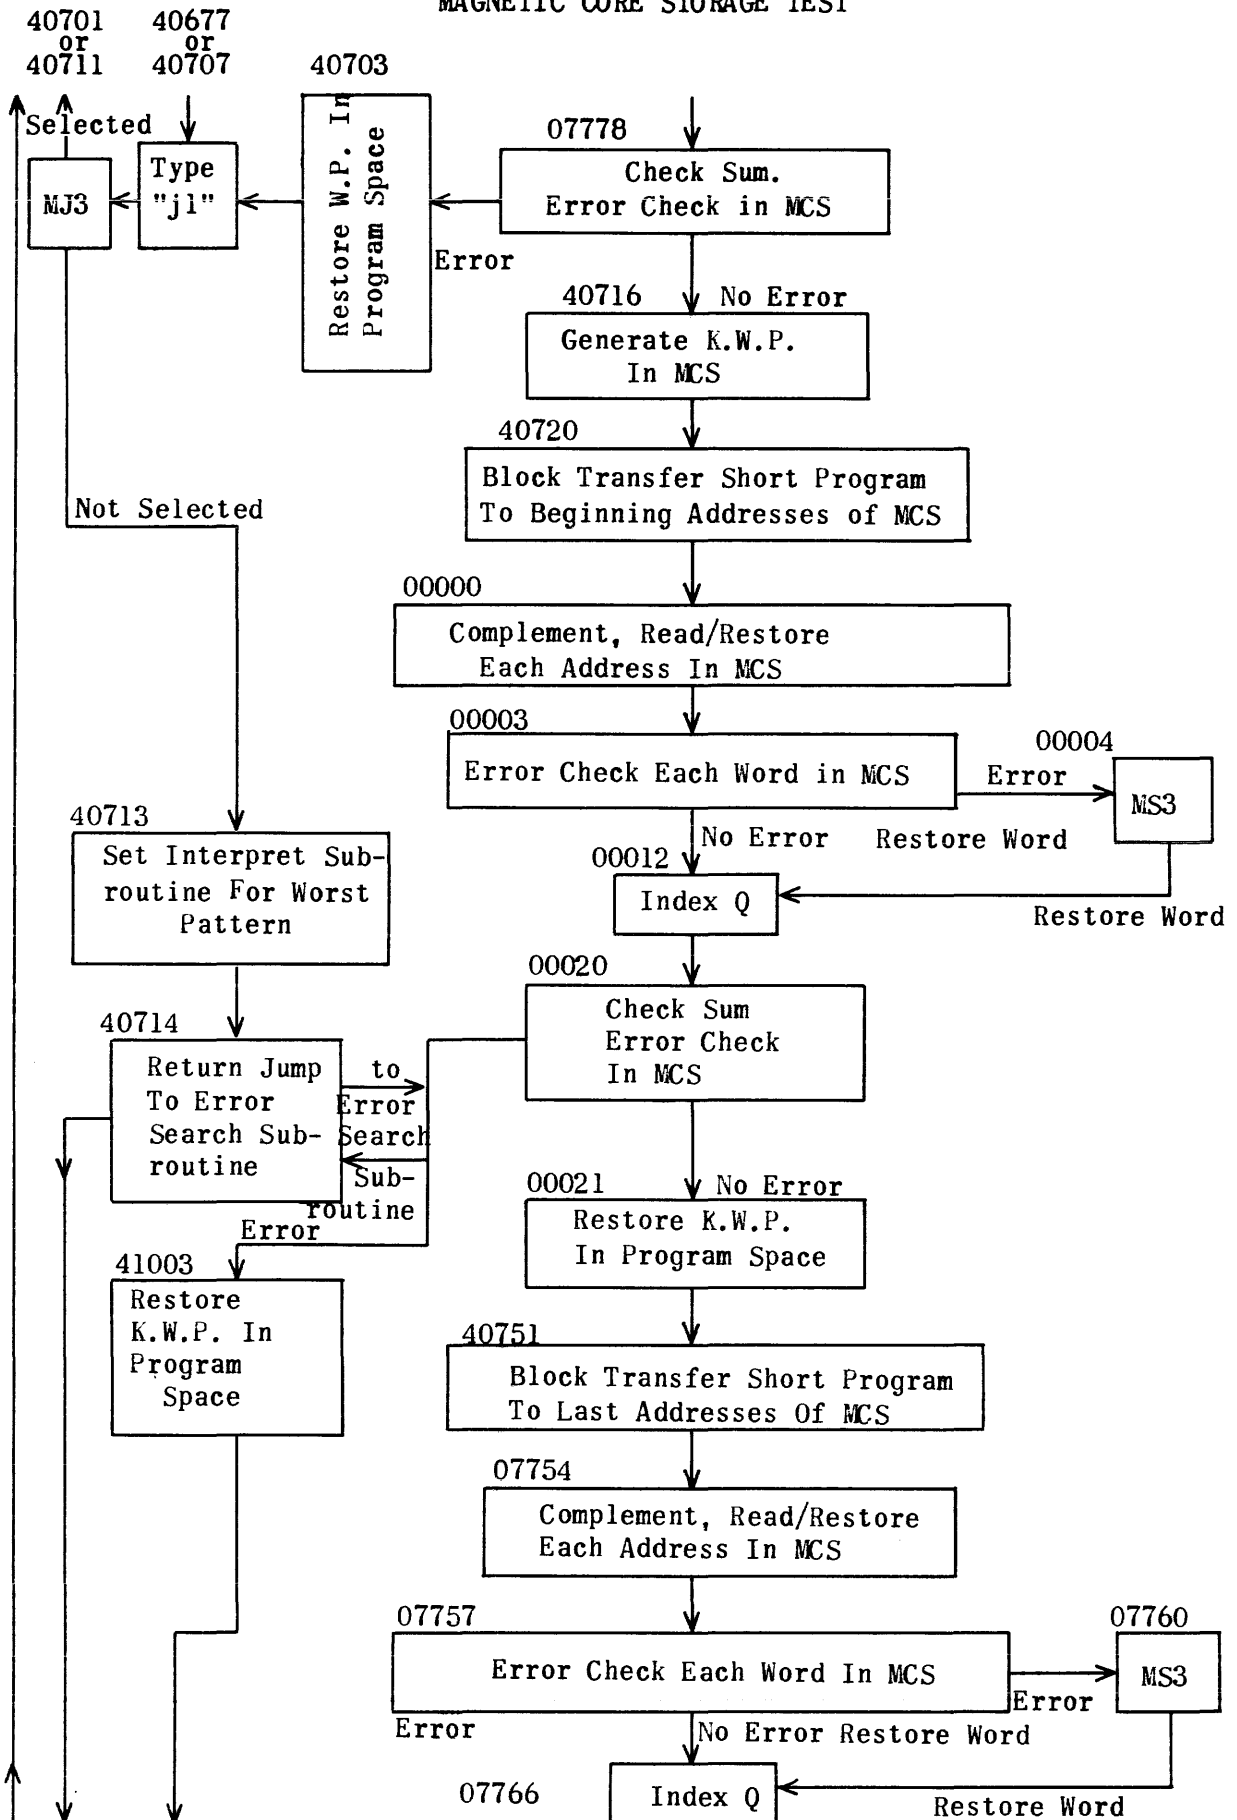 MAGNETIC CORE STORAGE TEST
40701
or
40711
40677
or
40707
40703
Selected
MJ3
Type
"jl"
Restore W.P. In
Program Space
07778
Check Sum.
Error Check in MCS
Error
40716
No Error
Generate K.W.P.
In MCS
40720
Block Transfer Short Program
To Beginning Addresses of MCS
Not Selected
00000
Complement, Read/Restore
Each Address In MCS
00003
Error Check Each Word in MCS
Error
00004
MS3
No Error
Restore Word
00012
Index Q
Restore Word
40713
Set Interpret Sub-
routine For Worst
Pattern
00020
Check Sum
Error Check
In MCS
40714
Return Jump
To Error
Search Sub-
routine
to
Error
Search
Sub-
routine
Error
00021
No Error
Restore K.W.P.
In Program Space
41003
Restore
K.W.P. In
Program
Space
40751
Block Transfer Short Program
To Last Addresses Of MCS
07754
Complement, Read/Restore
Each Address In MCS
07757
Error Check Each Word In MCS
07760
MS3
Error
Error
No Error Restore Word
07766
Index Q
Restore Word